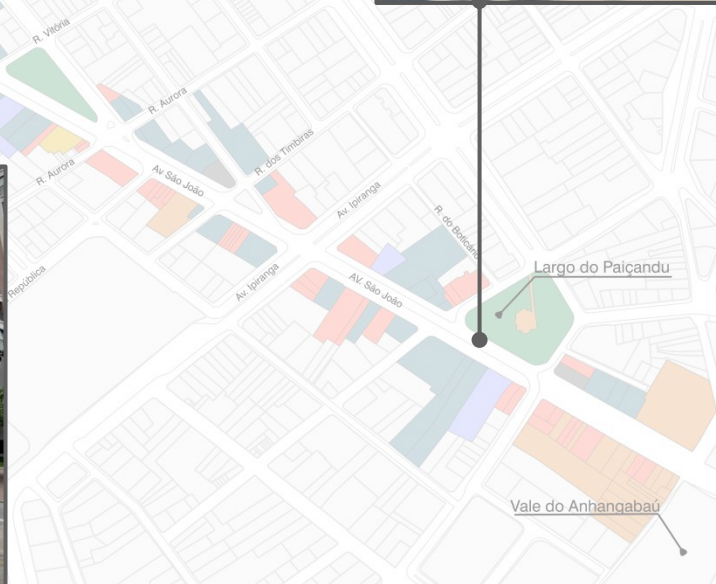 R. Vitória
R. Aurora
R. dos Timbiras
R. Aurora
Av São João
Av. Ipiranga
R. do Boticário
Largo do Paiçandu
República
Av. Ipiranga
AV. São João
Vale do Anhangabaú